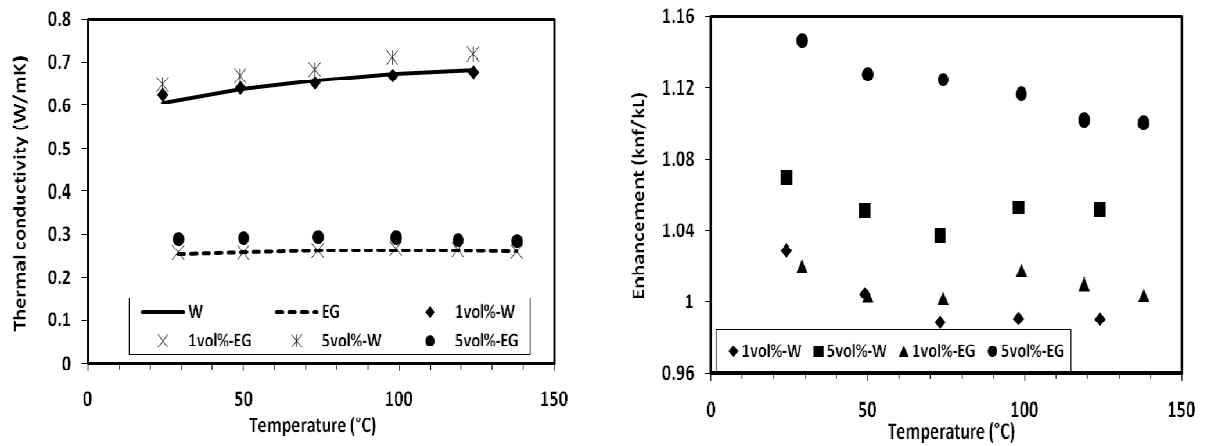 Thermal conductivity (W/mK)
0.8
0.7
0.6
0.5
0.4
0.3
0.2
0.1
0
W EG 1vol%-W
1vol%-EG 5vol%-W 5vol%-EG
0 50 100 150
Temperature (°C)
Enhancement (knf/kL)
1.16
1.12
1.08
1.04
1
0.96
1vol%-W 5vol%-W 1vol%-EG 5vol%-EG
0 50 100 150
Temperature (°C)